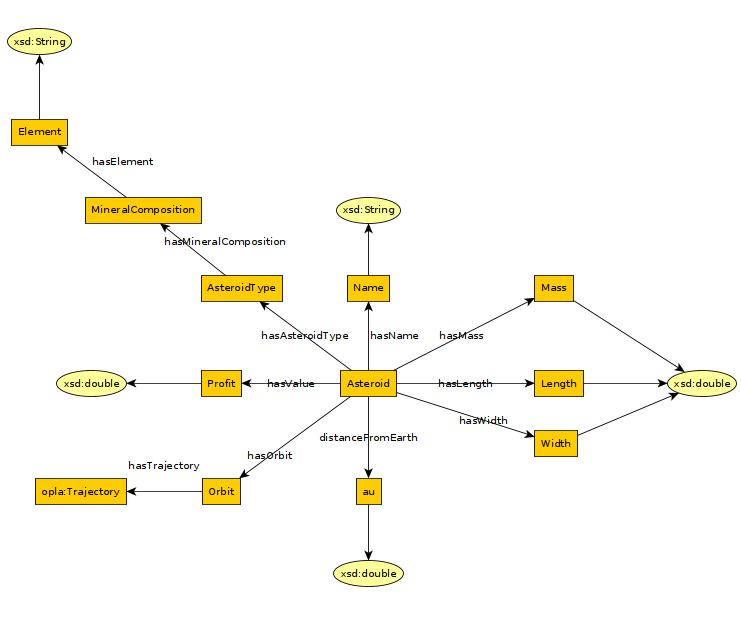 xsd:String
Element
hasElement
MineralComposition
xsd:String
hasMineralComposition
AsteroidType
Name
Mass
hasAsteroidType
hasName
hasMass
xsd:double
Profit
hasValue
Asteroid
hasLength
Length
xsd:double
hasWidth
distanceFromEarth
Width
hasOrbit
hasTrajectory
opla:Trajectory
Orbit
au
xsd:double